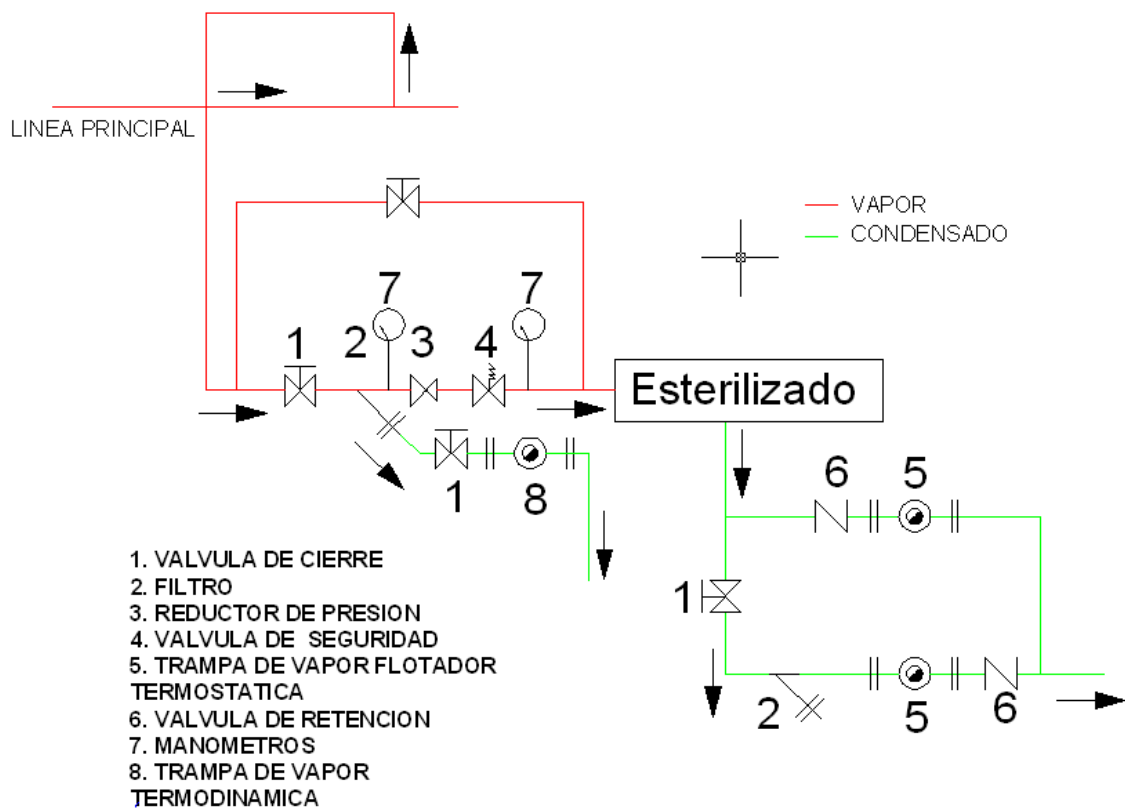 LINEA PRINCIPAL
VAPOR
CONDENSADO
7 7
1 2 3 4
Esterilizado
1 8
6 5
1
2 5 6
1. VALVULA DE CIERRE
2. FILTRO
3. REDUCTOR DE PRESION
4. VALVULA DE SEGURIDAD
5. TRAMPA DE VAPOR FLOTADOR
TERMOSTATICA
6. VALVULA DE RETENCION
7. MANOMETROS
8. TRAMPA DE VAPOR
TERMODINAMICA